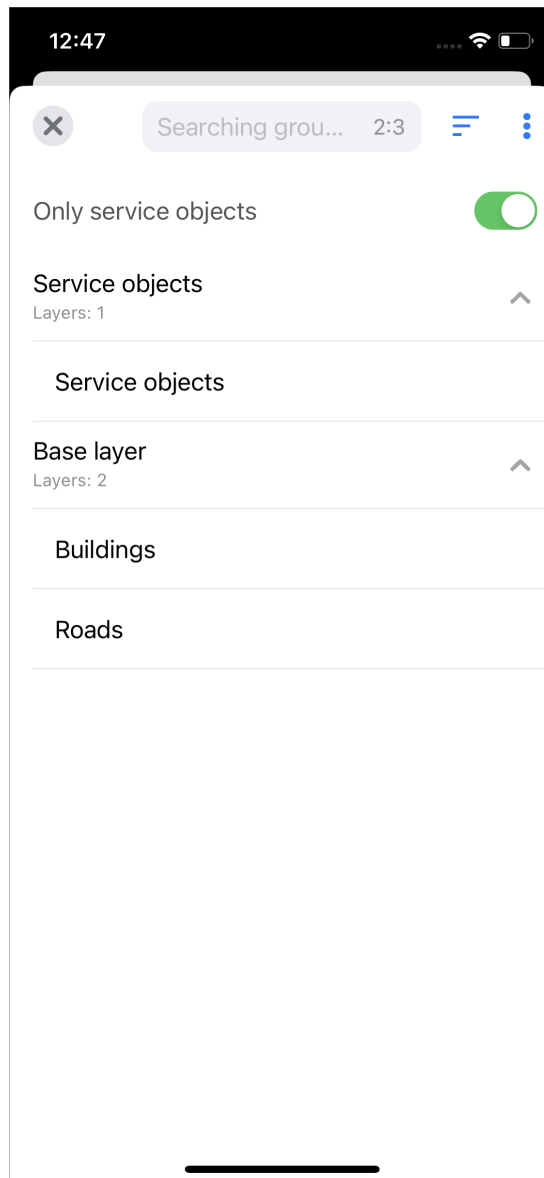 12:47
Searching grou... 2:3
Only service objects
Service objects
Layers: 1
Service objects
Base layer
Layers: 2
Buildings
Roads